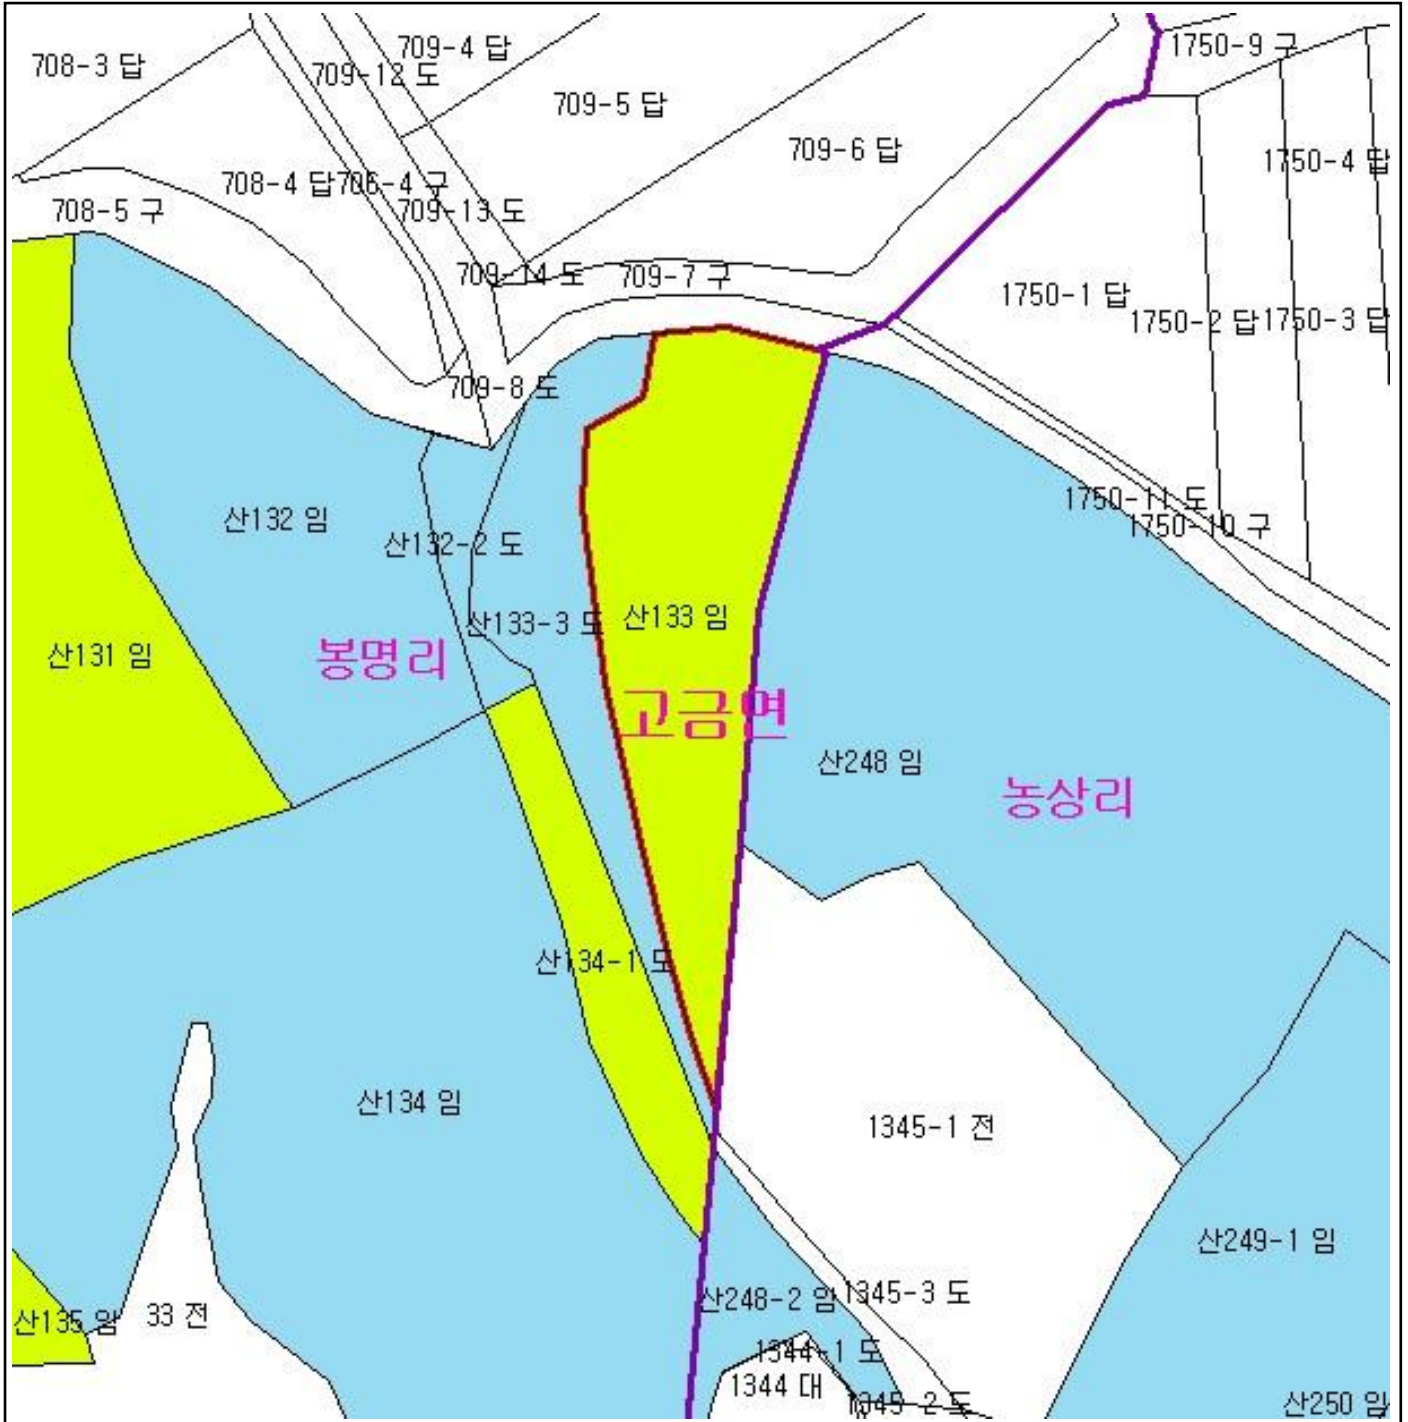 709-4 답
1750-9 구
708-3 답
709-12 도
709-5 답
709-6 답
1750-4 답
708-4 답
706-4 구
708-5 구
709-13 도
709-14 도
709-7 구
1750-1 답
1750-2 답
1750-3 답
709-8 도
1750-11 도
1750-10 구
산132 임
산132-2 도
산133-3 도
산133 임
산131 임
봉명리
고금면
산248 임
농상리
산134-1 도
산134 임
1345-1 전
산249-1 임
산248-2 임
1345-3 도
산135 임
33 전
1344-1 도
1344 대
1345-2 도
산250 임